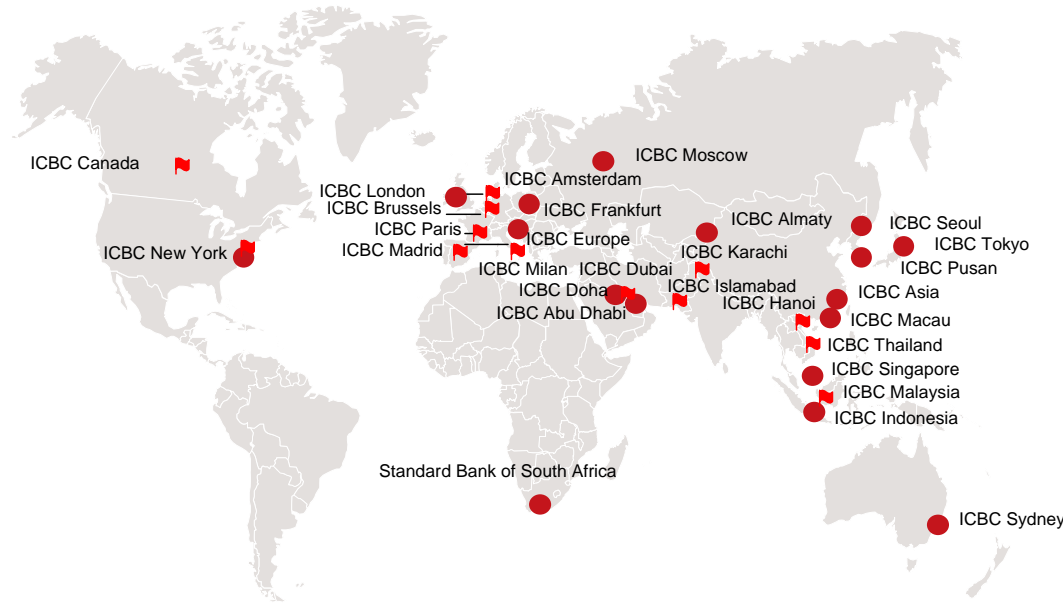 ICBC Moscow
ICBC Canada
ICBC Amsterdam
ICBC London
ICBC Brussels
ICBC Frankfurt
ICBC Almaty
ICBC Seoul
ICBC Paris
ICBC Europe
ICBC Tokyo
ICBC New York
ICBC Madrid
ICBC Karachi
ICBC Pusan
ICBC Milan
ICBC Dubai
ICBC Islamabad
ICBC Doha
ICBC Asia
ICBC Hanoi
ICBC Abu Dhabi
ICBC Macau
ICBC Thailand
ICBC Singapore
ICBC Malaysia
ICBC Indonesia
Standard Bank of South Africa
ICBC Sydney